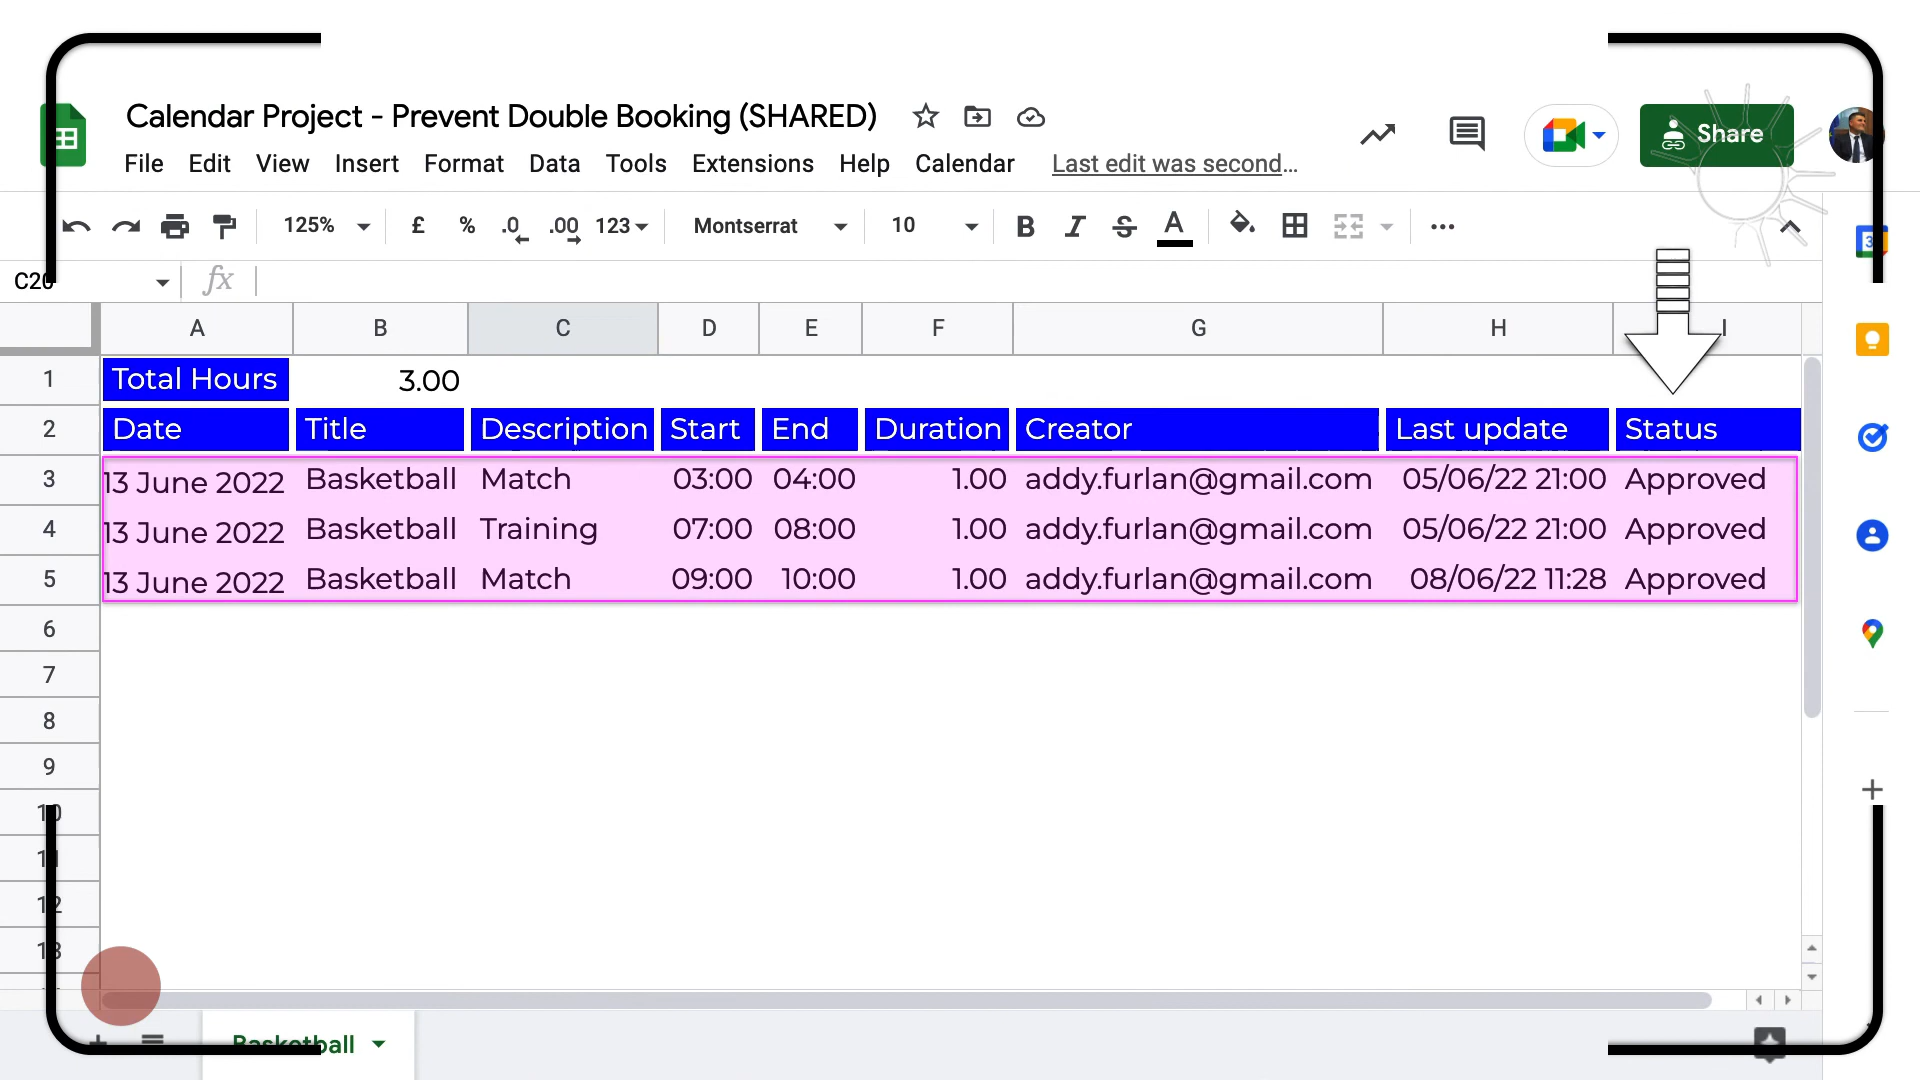 Calendar Project - Prevent Double Booking (SHARED)
File Edit View Insert Format Data Tools Extensions Help Calendar Last edit was second...
Share
125% £ % .0 .00 123 Montserrat 10 B I S A
C20 fx
A B C D E F G H I
1 Total Hours 3.00
2 Date Title Description Start End Duration Creator Last update Status
3 13 June 2022 Basketball Match 03:00 04:00 1.00 addy.furlan@gmail.com 05/06/22 21:00 Approved
4 13 June 2022 Basketball Training 07:00 08:00 1.00 addy.furlan@gmail.com 05/06/22 21:00 Approved
5 13 June 2022 Basketball Match 09:00 10:00 1.00 addy.furlan@gmail.com 08/06/22 11:28 Approved
6
7
8
9
10
11
12
13
Basketball